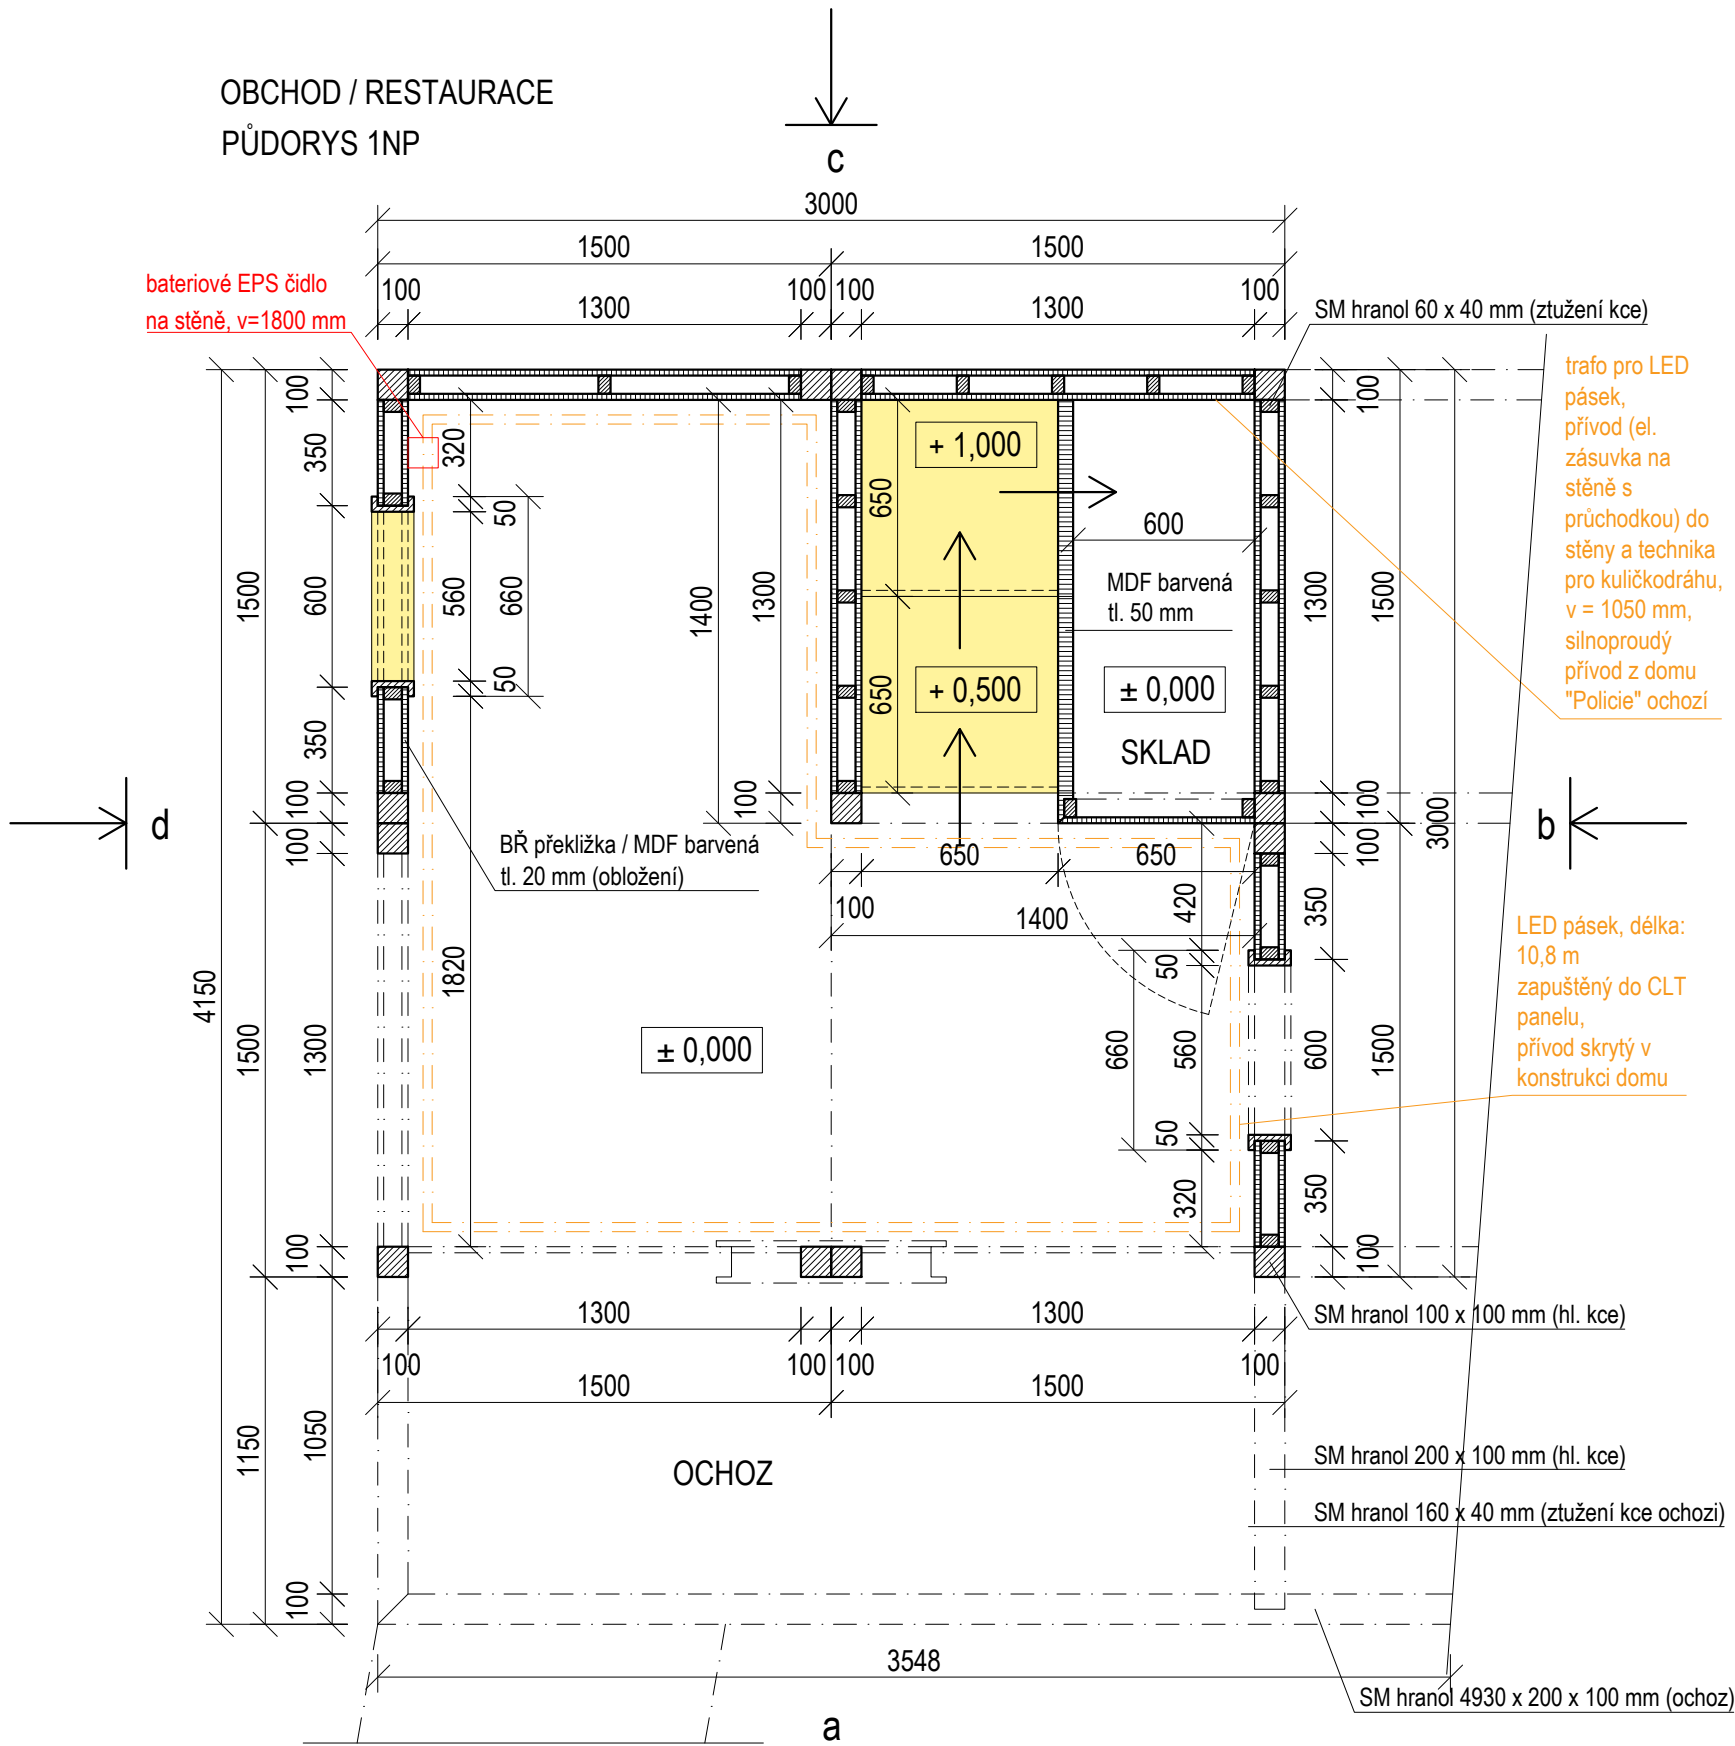 OBCHOD / RESTAURACE
PŮDORYS 1NP
c
3000
1500
1500
100
1300
100
100
1300
100
bateriové EPS čidlo
na stěně, v=1800 mm
SM hranol 60 x 40 mm (ztužení kce)
trafo pro LED
pásek,
přívod (el.
zásuvka na
stěně s
průchodkou) do
stěny a technika
pro kuličkodráhu,
v = 1050 mm,
silnoproudý
přívod z domu
"Policie" ochozí
100
350
320
50
600
560
660
50
1500
350
100
100
1400
1300
100
650
650
+ 1,000
+ 0,500
600
MDF barvená
tl. 50 mm
± 0,000
SKLAD
100
1300
1500
100
100
3000
d
b
BŘ překližka / MDF barvená
tl. 20 mm (obložení)
650
650
100
1400
420
350
50
660
560
600
1500
50
320
350
100
LED pásek, délka:
10,8 m
zapuštěný do CLT
panelu,
přívod skrytý v
konstrukci domu
4150
1500
1300
1820
± 0,000
100
1300
1300
100
100
100
100
1500
1500
SM hranol 100 x 100 mm (hl. kce)
1150
1050
100
OCHOZ
SM hranol 200 x 100 mm (hl. kce)
SM hranol 160 x 40 mm (ztužení kce ochozi)
3548
SM hranol 4930 x 200 x 100 mm (ochoz)
a